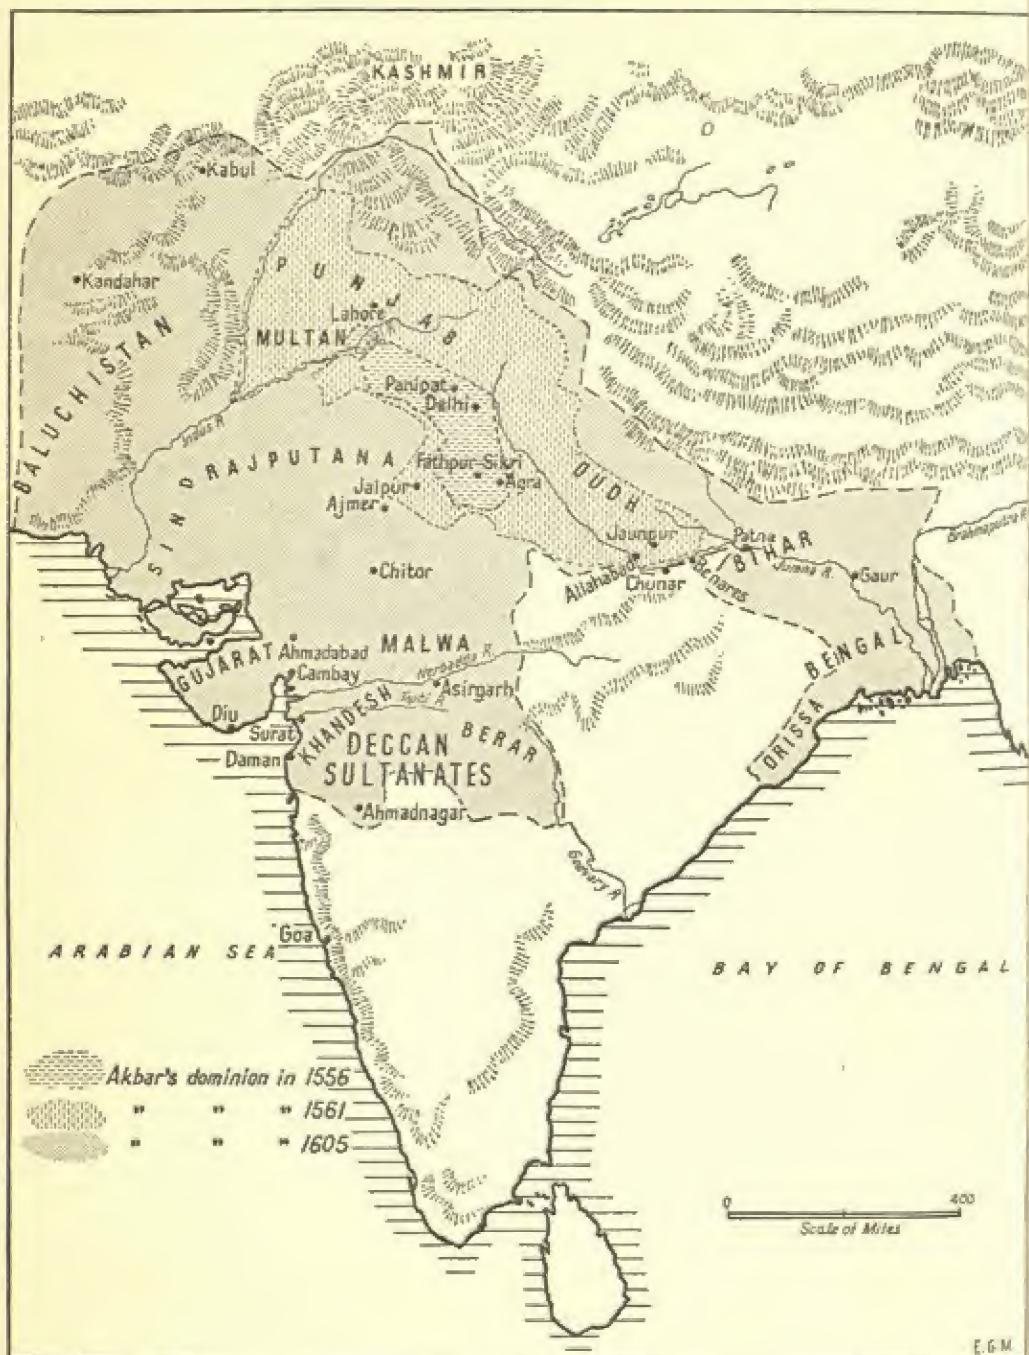 KASHMIR
Kabul
Kandahar
BALUCHISTAN
PUNJAB
Lahore
MULTAN
Indus R.
Panipat
Delhi
SIND
RAJPUTANA
Fathpur-Sikri
Agra
Jaipur
Ajmer
OUDH
Jaunpur
Allahabad
Chunar
Benares
Patna
BIHAR
Jumna R.
Gaur
Brahmaputra R.
Chitor
GUJARAT
Ahmadabad
Cambay
MALWA
Nerbadda R.
Tapti R.
Asirgarh
Diu
Surat
Daman
KHANDESH
BERAR
DECCAN
SULTANATES
Ahmadnagar
BENGAL
ORISSA
Godavary R.
Goa
ARABIAN SEA
BAY OF BENGAL
Akbar's dominion in 1556
" " " 1561
" " " 1605
0 400
Scale of Miles
E.G.M.